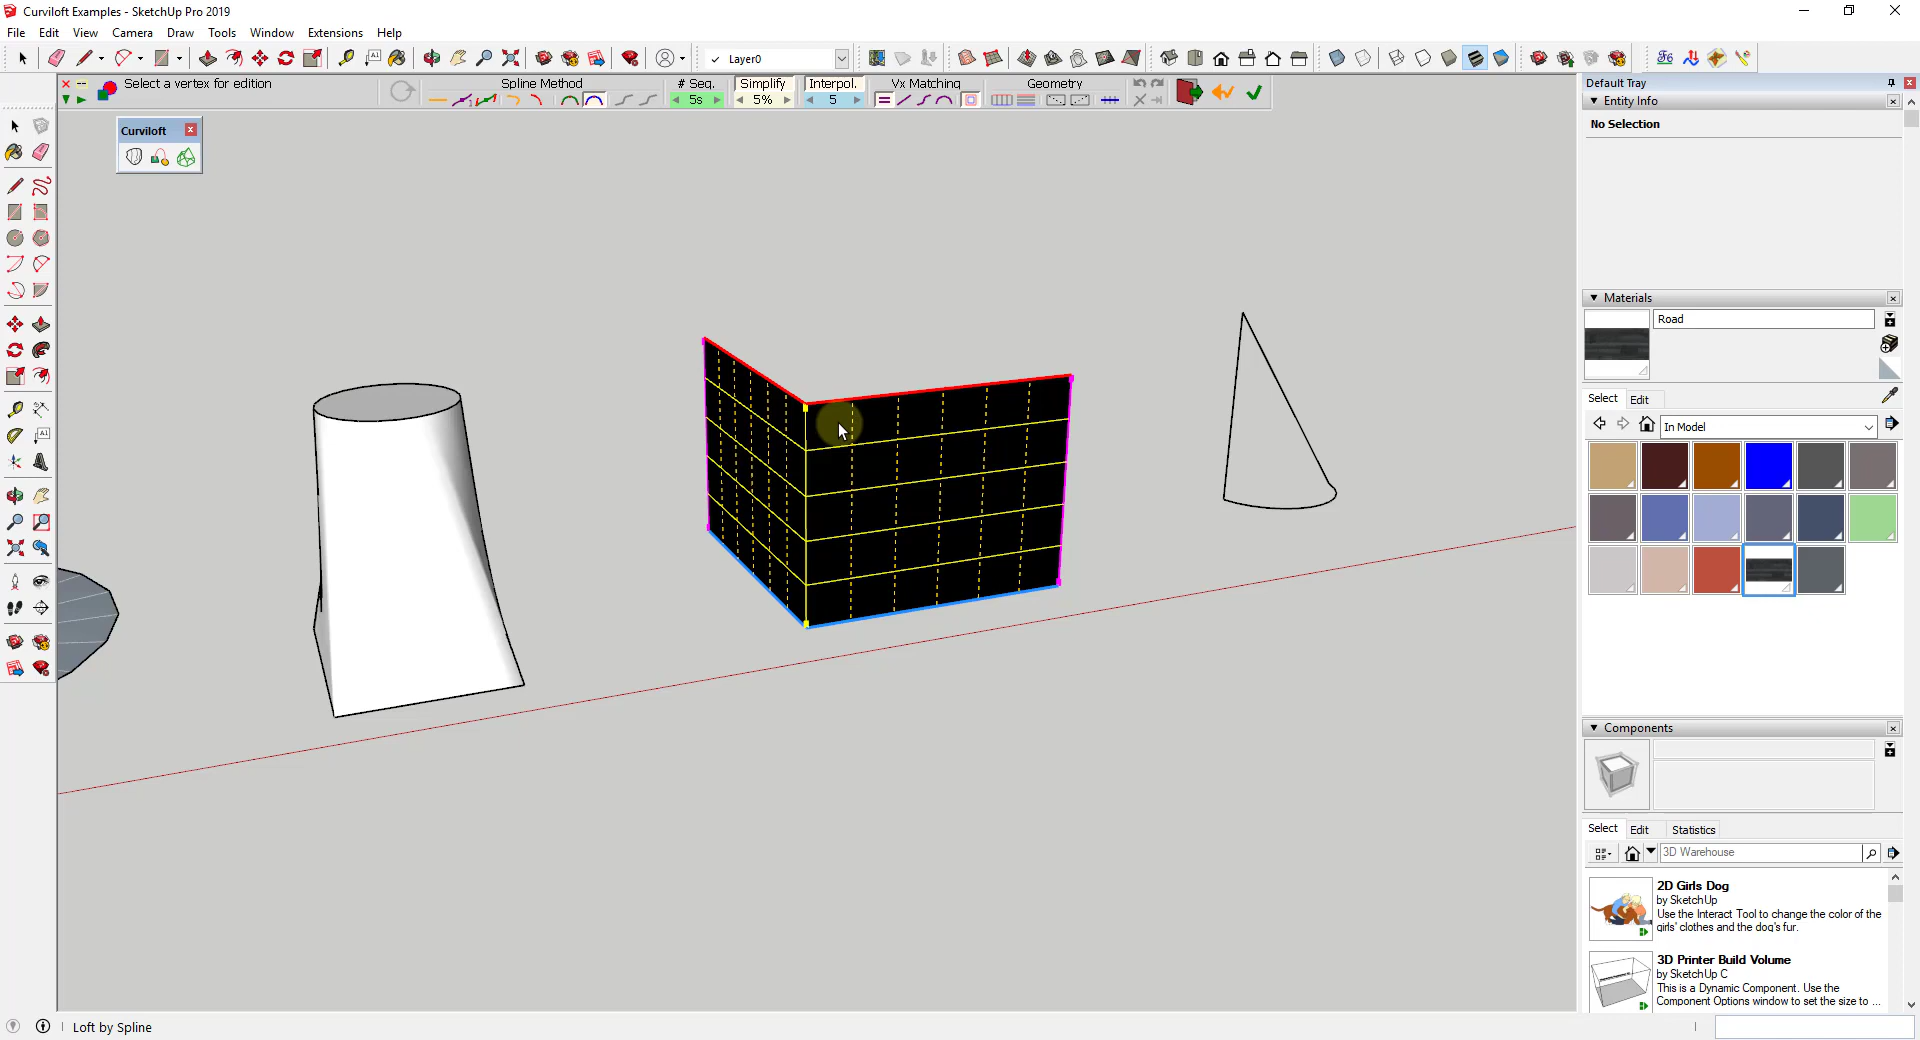 Curviloft Examples - SketchUp Pro 2019
File Edit View Camera Draw Tools Window Extensions Help
Layer0
Select a vertex for edition
Spline Method
# Seq.
5s
Simplify
5%
Interpol.
5
Vx Matching
Geometry
Curviloft
Default Tray
Entity Info
No Selection
Materials
Road
Select Edit
In Model
Components
Select Edit Statistics
3D Warehouse
2D Girls Dog
by SketchUp
Use the Interact Tool to change the color of the
girls' clothes and the dog's fur.
3D Printer Build Volume
by SketchUp C
This is a Dynamic Component. Use the
Component Options window to set the size to ...
Loft by Spline